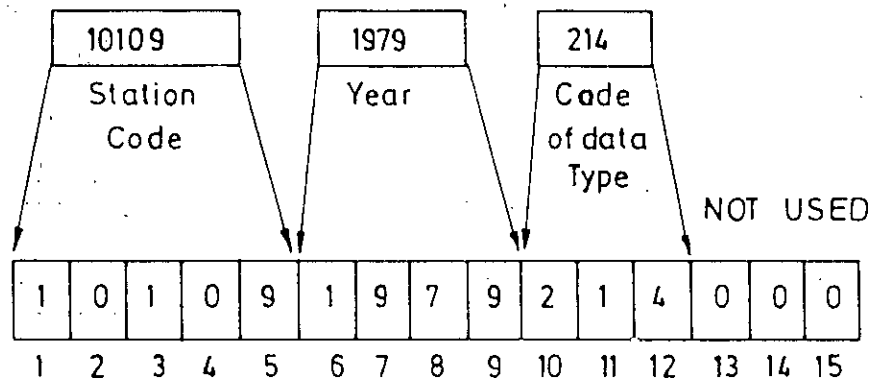 10109 1979 214
Station Year Code
Code of data
Type
NOT USED
1 0 1 0 9 1 9 7 9 2 1 4 0 0 0
1 2 3 4 5 6 7 8 9 10 11 12 13 14 15